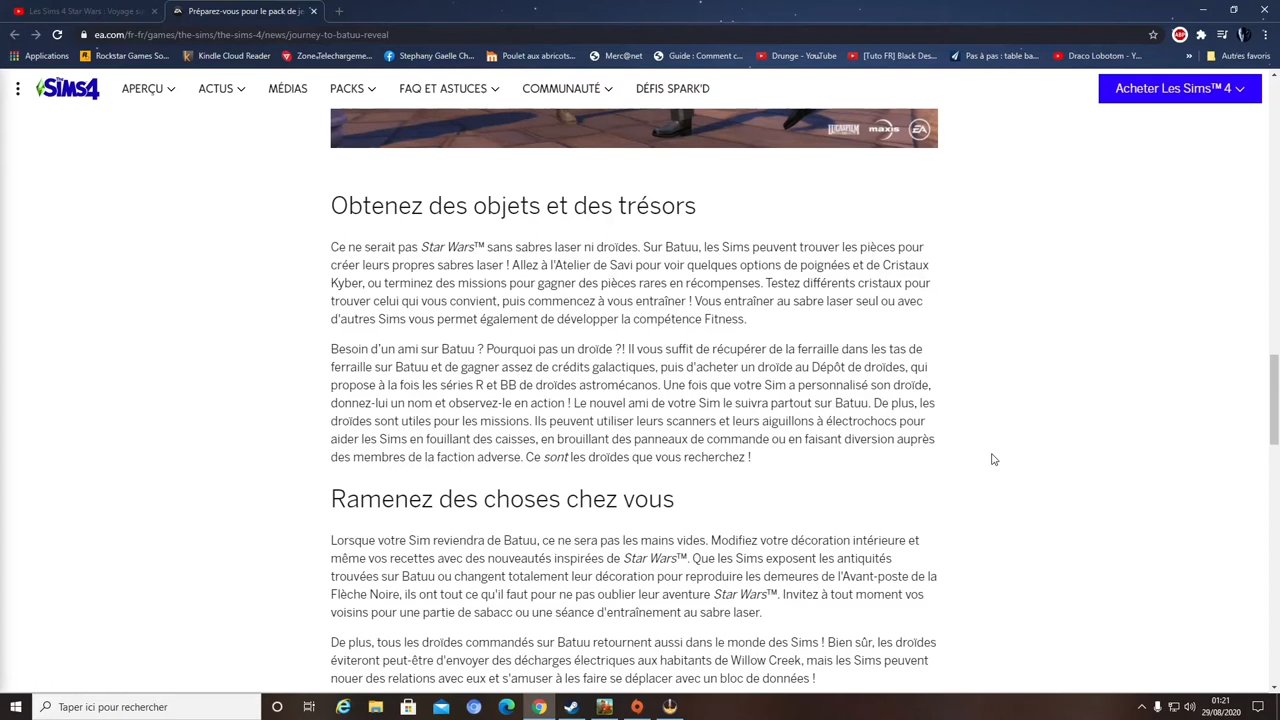 Les Sims 4 Star Wars : Voyage sa
Préparez-vous pour le pack de je
ea.com/fr-fr/games/the-sims/the-sims-4/news/journey-to-batuu-reveal
Applications Rockstar Games So... Kindle Cloud Reader ZoneTelechargeme... Stephany Gaelle Ch... Poulet aux abricots... Merc@net Guide : Comment c... Drunge - YouTube [Tuto FR] Black Des... Pas à pas : table ba... Draco Lobotom - Y... » Autres favoris
The SiMS4 APERÇU ACTUS MÉDIAS PACKS FAQ ET ASTUCES COMMUNAUTÉ DÉFIS SPARK'D Acheter Les Sims™ 4
LUCASFILM maxis EA
Obtenez des objets et des trésors
Ce ne serait pas Star Wars™ sans sabres laser ni droïdes. Sur Batuu, les Sims peuvent trouver les pièces pour
créer leurs propres sabres laser ! Allez à l'Atelier de Savi pour voir quelques options de poignées et de Cristaux
Kyber, ou terminez des missions pour gagner des pièces rares en récompenses. Testez différents cristaux pour
trouver celui qui vous convient, puis commencez à vous entraîner ! Vous entraîner au sabre laser seul ou avec
d'autres Sims vous permet également de développer la compétence Fitness.
Besoin d'un ami sur Batuu ? Pourquoi pas un droïde ?! Il vous suffit de récupérer de la ferraille dans les tas de
ferraille sur Batuu et de gagner assez de crédits galactiques, puis d'acheter un droïde au Dépôt de droïdes, qui
propose à la fois les séries R et BB de droïdes astromécanos. Une fois que votre Sim a personnalisé son droïde,
donnez-lui un nom et observez-le en action ! Le nouvel ami de votre Sim le suivra partout sur Batuu. De plus, les
droïdes sont utiles pour les missions. Ils peuvent utiliser leurs scanners et leurs aiguillons à électrochocs pour
aider les Sims en fouillant des caisses, en brouillant des panneaux de commande ou en faisant diversion auprès
des membres de la faction adverse. Ce sont les droïdes que vous recherchez !
Ramenez des choses chez vous
Lorsque votre Sim reviendra de Batuu, ce ne sera pas les mains vides. Modifiez votre décoration intérieure et
même vos recettes avec des nouveautés inspirées de Star Wars™. Que les Sims exposent les antiquités
trouvées sur Batuu ou changent totalement leur décoration pour reproduire les demeures de l'Avant-poste de la
Flèche Noire, ils ont tout ce qu'il faut pour ne pas oublier leur aventure Star Wars™. Invitez à tout moment vos
voisins pour une partie de sabacc ou une séance d'entraînement au sabre laser.
De plus, tous les droïdes commandés sur Batuu retournent aussi dans le monde des Sims ! Bien sûr, les droïdes
éviteront peut-être d'envoyer des décharges électriques aux habitants de Willow Creek, mais les Sims peuvent
nouer des relations avec eux et s'amuser à les faire se déplacer avec un bloc de données !
Taper ici pour rechercher
01:21
29/08/2020